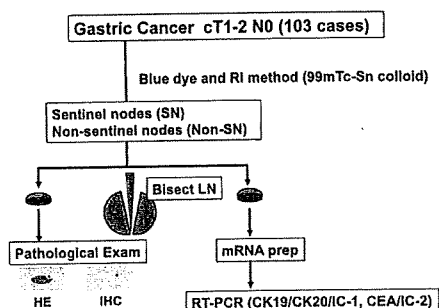 Gastric Cancer cT1-2 N0 (103 cases)
Blue dye and RI method (99mTc-Sn colloid)
Sentinel nodes (SN)
Non-sentinel nodes (Non-SN)
Bisect LN
Pathological Exam
mRNA prep
HE IHC
RT-PCR (CK19/CK20/IC-1, CEA/IC-2)